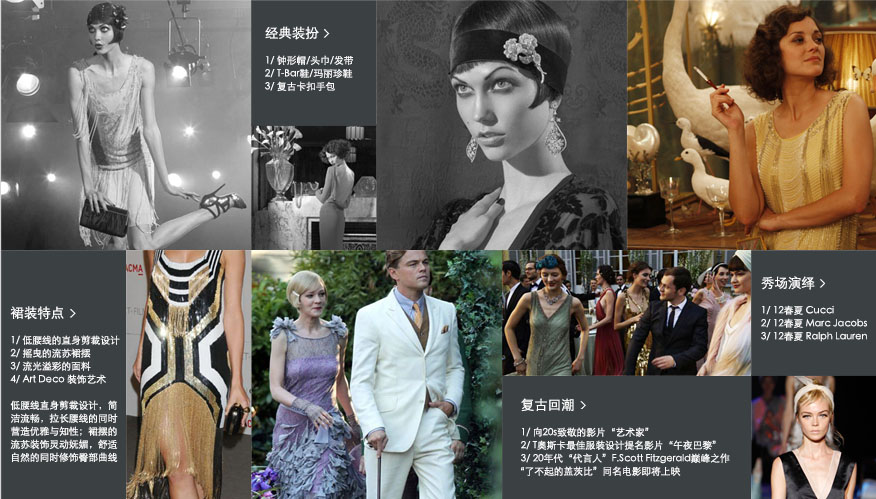 经典装扮 >
1/ 钟形帽/头巾/发带
2/ T-Bar鞋/玛丽珍鞋
3/ 复古卡扣手包
裙装特点 >
1/ 低腰线的直身剪裁设计
2/ 摇曳的流苏裙摆
3/ 流光溢彩的面料
4/ Art Deco 装饰艺术
低腰线直身剪裁设计，简
洁流畅，拉长腰线的同时
营造优雅与知性；裙摆的
流苏装饰灵动妩媚，舒适
自然的同时修饰臀部曲线
ACMA
复古回潮 >
1/ 向20s致敬的影片“艺术家”
2/ T奥斯卡最佳服装设计提名影片“午夜巴黎”
3/ 20年代“代言人”F.Scott Fitzgerald巅峰之作
“了不起的盖茨比”同名电影即将上映
秀场演绎 >
1/ 12春夏 Cucci
2/ 12春夏 Marc Jacobs
3/ 12春夏 Ralph Lauren